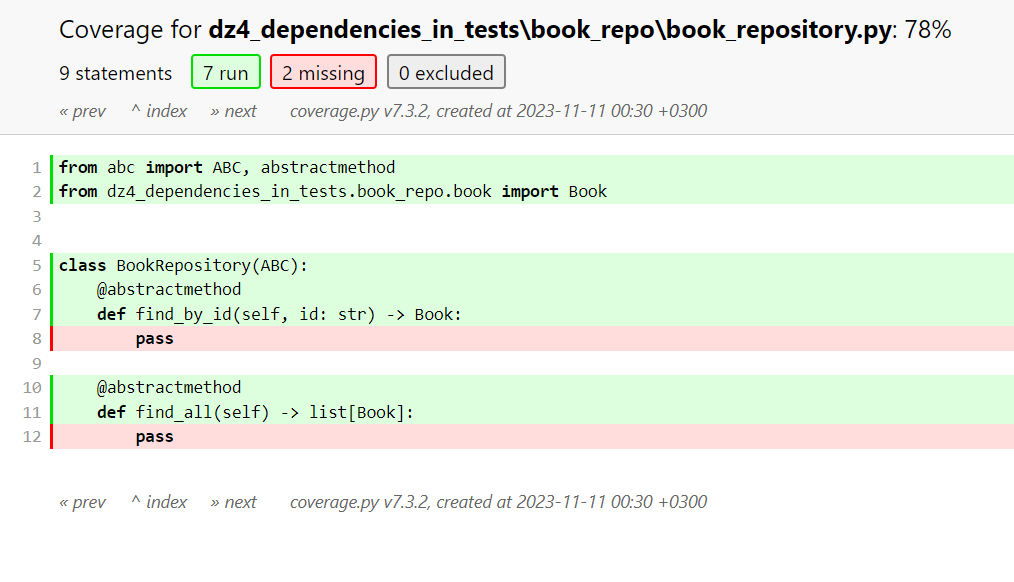 Coverage for dz4_dependencies_in_tests\book_repo\book_repository.py: 78%
9 statements 7 run 2 missing 0 excluded
« prev ^ index » next coverage.py v7.3.2, created at 2023-11-11 00:30 +0300
1 from abc import ABC, abstractmethod
2 from dz4_dependencies_in_tests.book_repo.book import Book
3
4
5 class BookRepository(ABC):
6     @abstractmethod
7     def find_by_id(self, id: str) -> Book:
8         pass
9
10     @abstractmethod
11     def find_all(self) -> list[Book]:
12         pass
« prev ^ index » next coverage.py v7.3.2, created at 2023-11-11 00:30 +0300